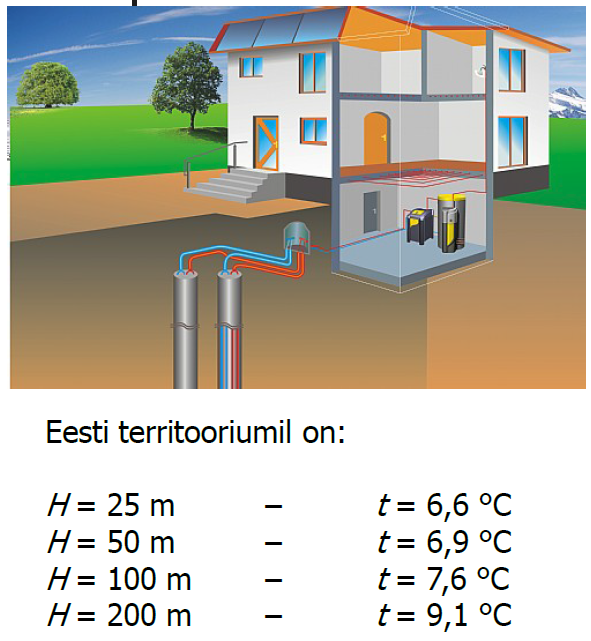 Eesti territooriumil on:
H = 25 m – t = 6,6 °C
H = 50 m – t = 6,9 °C
H = 100 m – t = 7,6 °C
H = 200 m – t = 9,1 °C